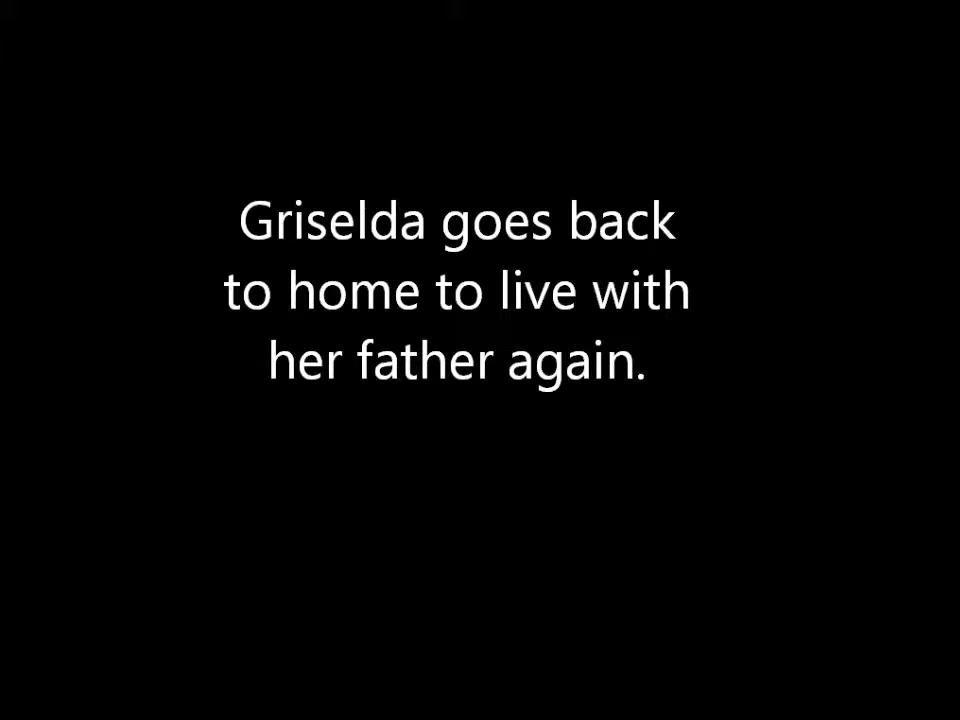 Griselda goes back
to home to live with
her father again.